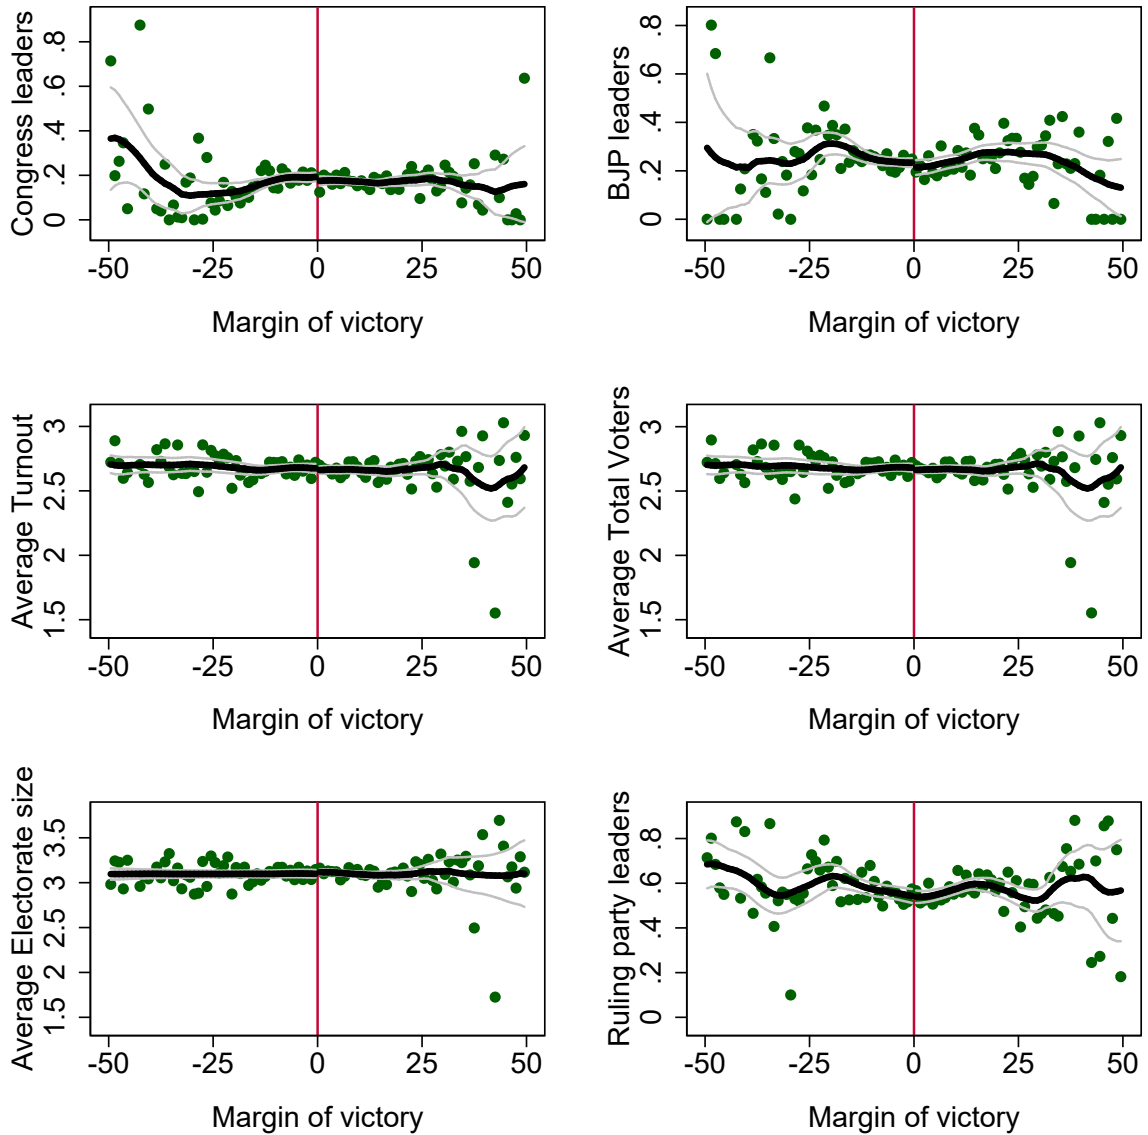 Congress leaders
0 .2 .4 .6 .8
-50 -25 0 25 50
Margin of victory
BJP leaders
0 .2 .4 .6 .8
-50 -25 0 25 50
Margin of victory
Average Turnout
1.5 2 2.5 3
-50 -25 0 25 50
Margin of victory
Average Total Voters
1.5 2 2.5 3
-50 -25 0 25 50
Margin of victory
Average Electorate size
1.5 2 2.5 3 3.5
-50 -25 0 25 50
Margin of victory
Ruling party leaders
0 .2 .4 .6 .8
-50 -25 0 25 50
Margin of victory